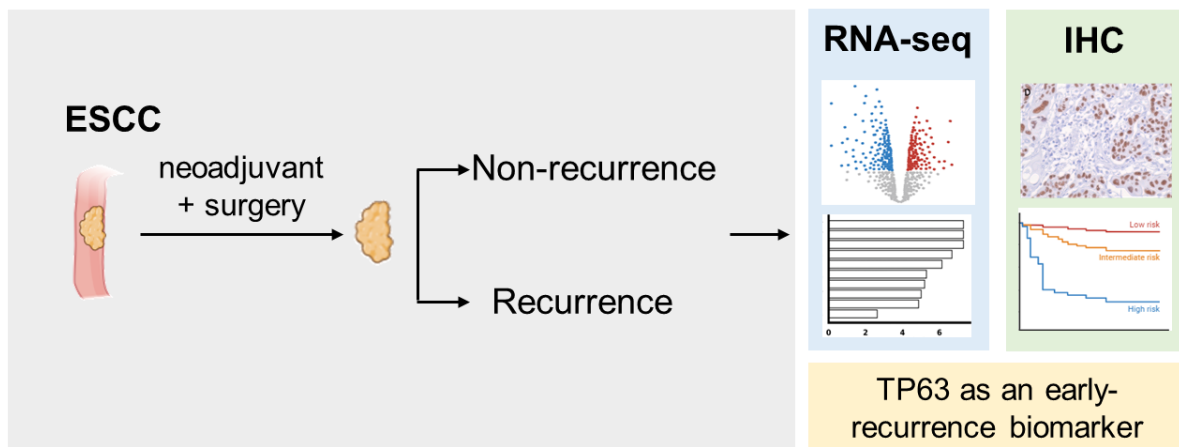 ESCC
neoadjuvant
+ surgery
Non-recurrence
Recurrence
RNA-seq
0 2 4 6
IHC
D
Low risk
Intermediate risk
High risk
TP63 as an early-
recurrence biomarker